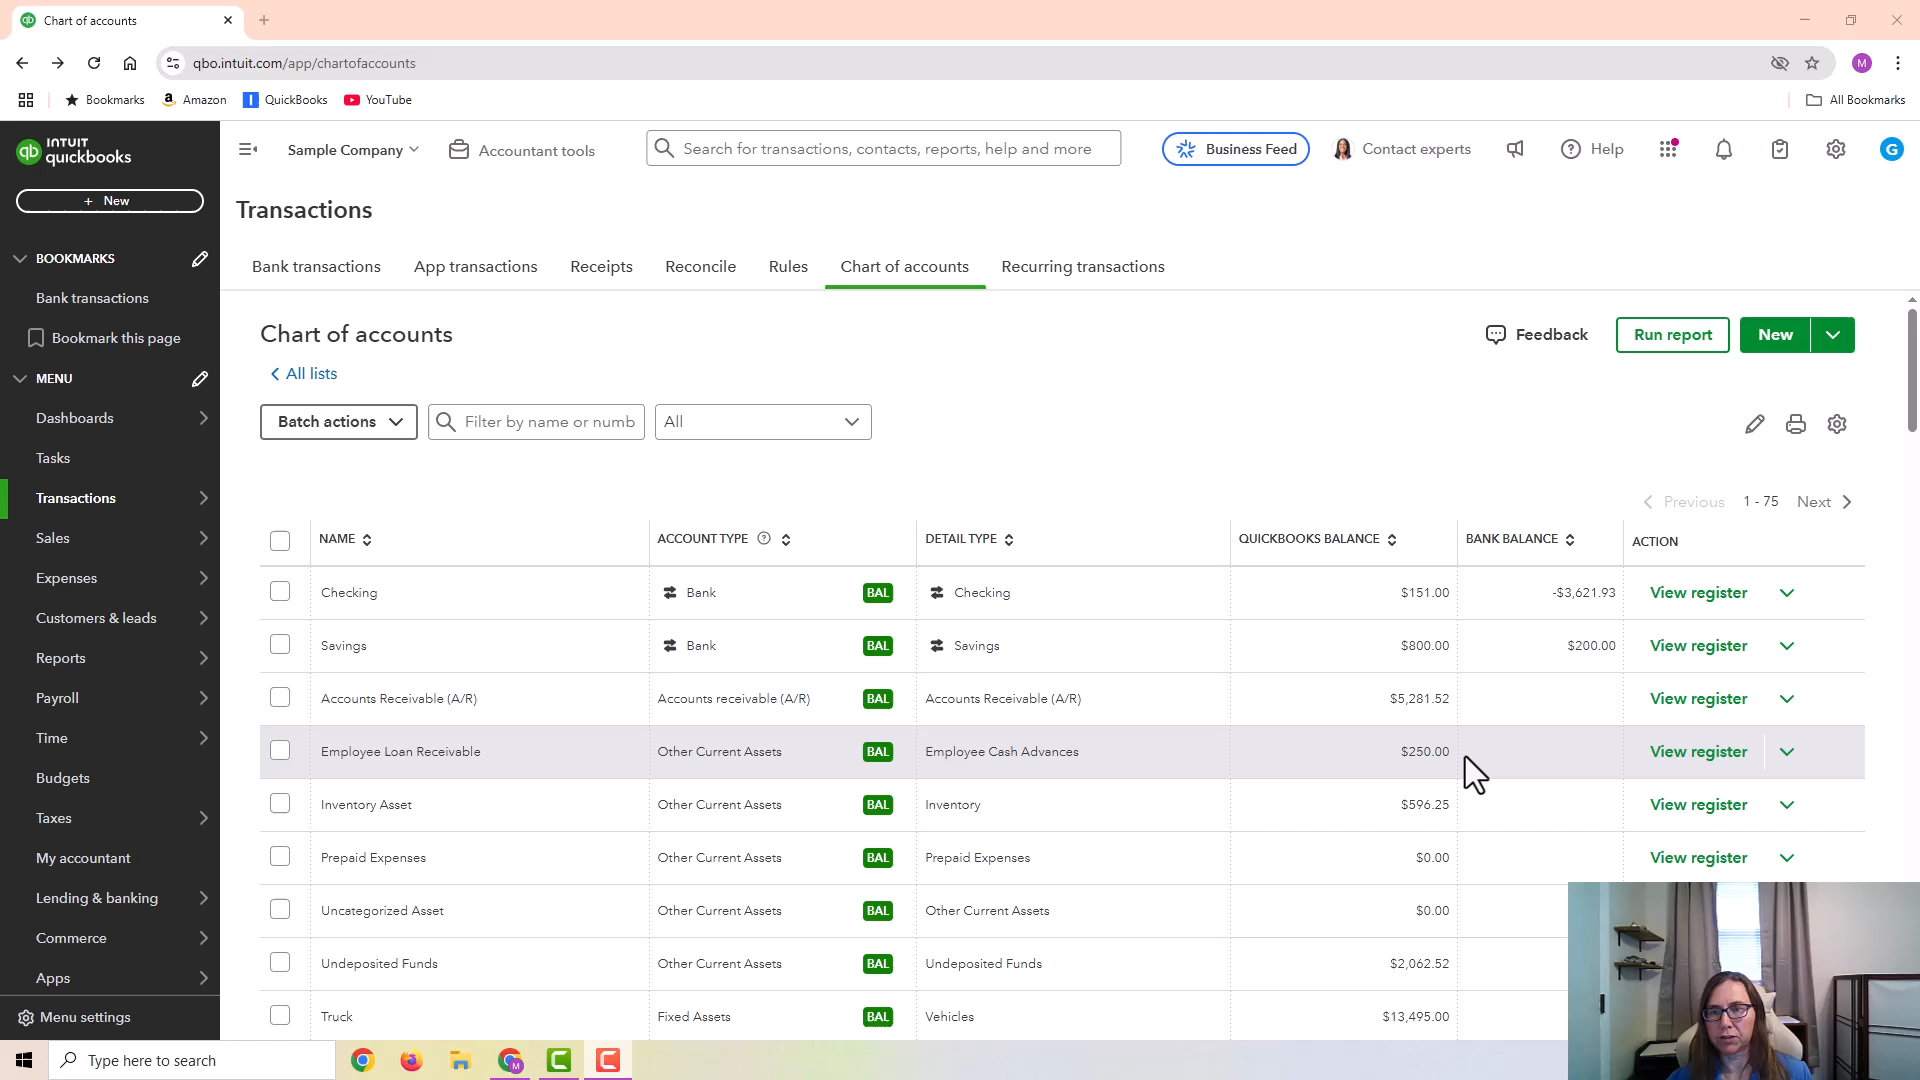 Chart of accounts
qbo.intuit.com/app/chartofaccounts
M
Bookmarks
Amazon
QuickBooks
YouTube
All Bookmarks
qb INTUIT quickbooks
Sample Company
Accountant tools
Search for transactions, contacts, reports, help and more
Business Feed
Contact experts
Help
G
+ New
BOOKMARKS
Bank transactions
Bookmark this page
MENU
Dashboards
Tasks
Transactions
Sales
Expenses
Customers & leads
Reports
Payroll
Time
Budgets
Taxes
My accountant
Lending & banking
Commerce
Apps
Menu settings
Transactions
Bank transactions
App transactions
Receipts
Reconcile
Rules
Chart of accounts
Recurring transactions
Chart of accounts
Feedback
Run report
New
All lists
Batch actions
Filter by name or numb
All
Previous 1 - 75 Next
NAME ACCOUNT TYPE DETAIL TYPE QUICKBOOKS BALANCE BANK BALANCE ACTION
Checking Bank BAL Checking $151.00 -$3,621.93 View register
Savings Bank BAL Savings $800.00 $200.00 View register
Accounts Receivable (A/R) Accounts receivable (A/R) BAL Accounts Receivable (A/R) $5,281.52 View register
Employee Loan Receivable Other Current Assets BAL Employee Cash Advances $250.00 View register
Inventory Asset Other Current Assets BAL Inventory $596.25 View register
Prepaid Expenses Other Current Assets BAL Prepaid Expenses $0.00 View register
Uncategorized Asset Other Current Assets BAL Other Current Assets $0.00
Undeposited Funds Other Current Assets BAL Undeposited Funds $2,062.52
Truck Fixed Assets BAL Vehicles $13,495.00
Type here to search